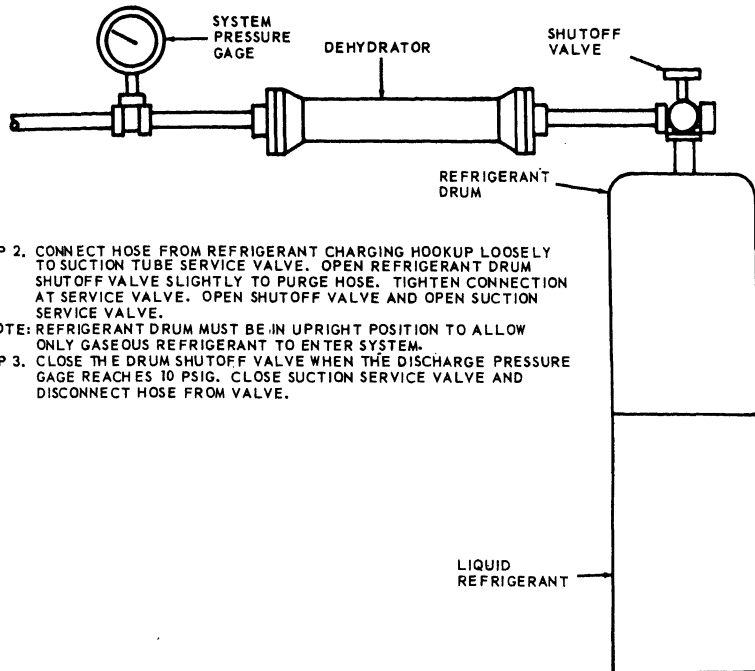 SYSTEM
PRESSURE
GAGE
DEHYDRATOR
SHUTOFF
VALVE
REFRIGERANT
DRUM
P 2. CONNECT HOSE FROM REFRIGERANT CHARGING HOOKUP LOOSELY
TO SUCTION TUBE SERVICE VALVE. OPEN REFRIGERANT DRUM
SHUTOFF VALVE SLIGHTLY TO PURGE HOSE. TIGHTEN CONNECTION
AT SERVICE VALVE. OPEN SHUTOFF VALVE AND OPEN SUCTION
SERVICE VALVE.
OTE: REFRIGERANT DRUM MUST BE IN UPRIGHT POSITION TO ALLOW
ONLY GASEOUS REFRIGERANT TO ENTER SYSTEM.
P 3. CLOSE THE DRUM SHUTOFF VALVE WHEN THE DISCHARGE PRESSURE
GAGE REACHES 10 PSIG. CLOSE SUCTION SERVICE VALVE AND
DISCONNECT HOSE FROM VALVE.
LIQUID
REFRIGERANT